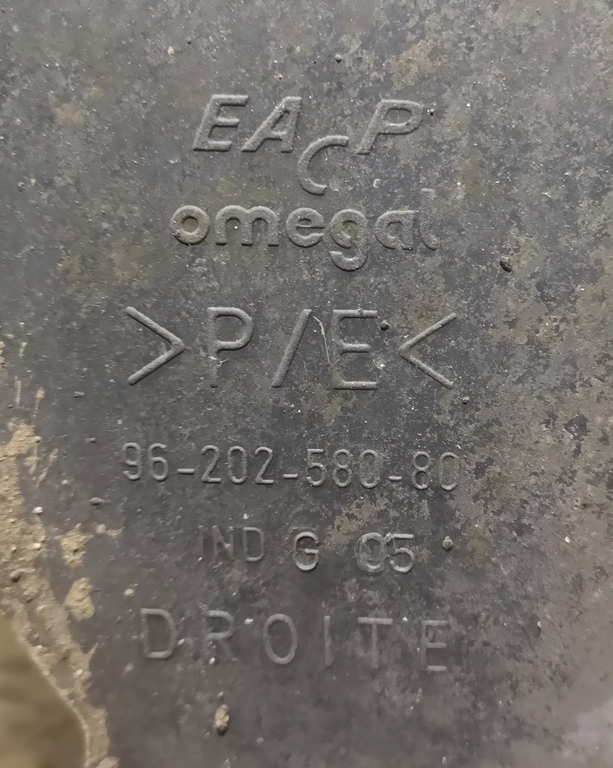 EACP
omegal
>P/E<
96-202-580-80
IND G 05
DROITE